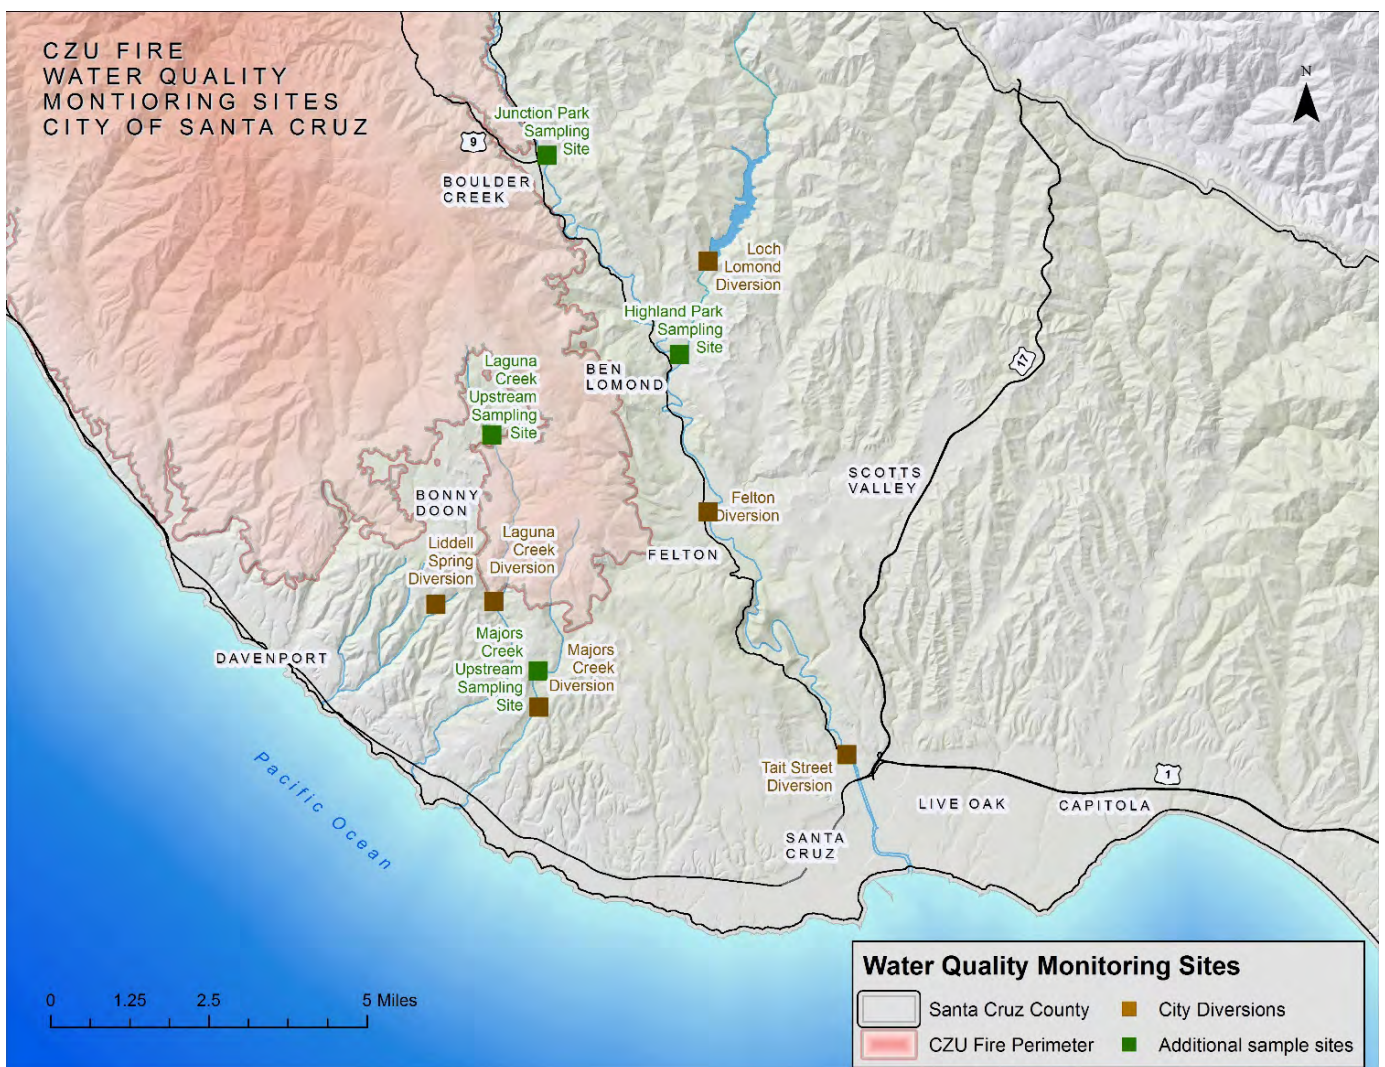 CZU FIRE
WATER QUALITY
MONTIORING SITES
CITY OF SANTA CRUZ
N
Junction Park
Sampling
Site
9
BOULDER
CREEK
Loch
Lomond
Diversion
Highland Park
Sampling
Site
17
BEN
LOMOND
Laguna
Creek
Upstream
Sampling
Site
SCOTTS
VALLEY
BONNY
DOON
Felton
Diversion
Liddell
Spring
Diversion
Laguna
Creek
Diversion
FELTON
DAVENPORT
Majors
Creek
Upstream
Sampling
Site
Majors
Creek
Diversion
Pacific Ocean
Tait Street
Diversion
1
LIVE OAK
CAPITOLA
SANTA
CRUZ
0 1.25 2.5 5 Miles
Water Quality Monitoring Sites
Santa Cruz County
City Diversions
CZU Fire Perimeter
Additional sample sites